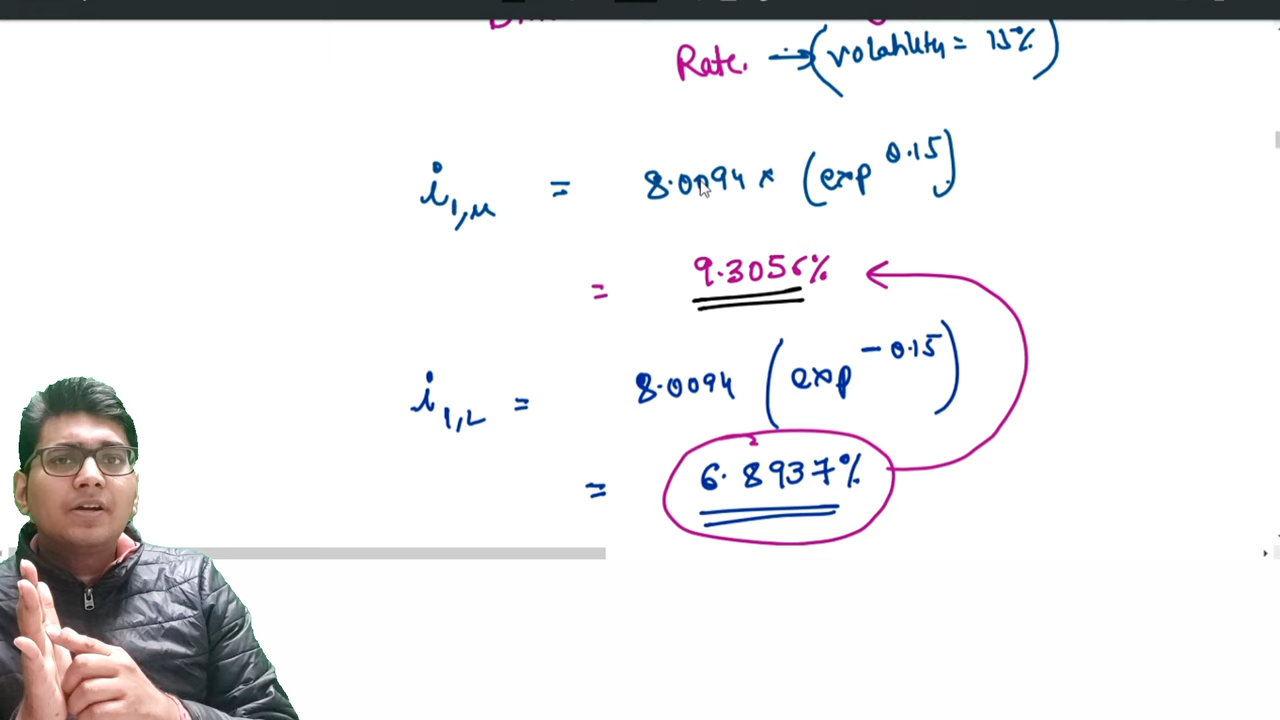 Rate. → (volatility = 15%)
i₁,u = 8.0094 × (exp^0.15)
= 9.3056%
i₁,L = 8.0094 (exp^-0.15)
= 6.8937%